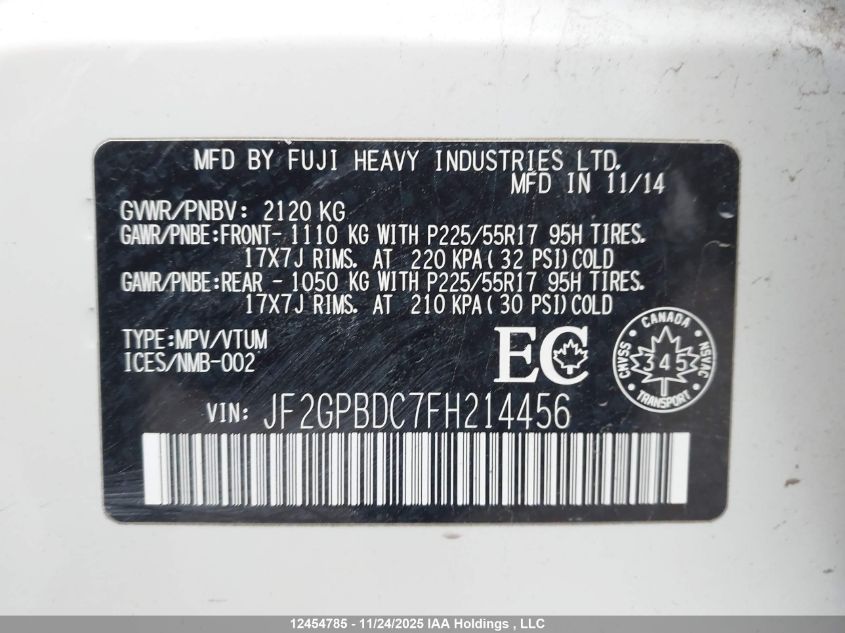 MFD BY FUJI HEAVY INDUSTRIES LTD.
MFD IN 11/14
GVWR/PNBV: 2120 KG
GAWR/PNBE:FRONT- 1110 KG WITH P225/55R17 95H TIRES.
17X7J RIMS. AT 220 KPA(32 PSI)COLD
GAWR/PNBE:REAR - 1050 KG WITH P225/55R17 95H TIRES.
17X7J RIMS. AT 210 KPA(30 PSI)COLD
TYPE:MPV/VTUM
ICES/NMB-002
EC
CANADA
CMVSS
345
NSVAC
TRANSPORT
VIN: JF2GPBDC7FH214456
12454785 - 11/24/2025 IAA Holdings , LLC